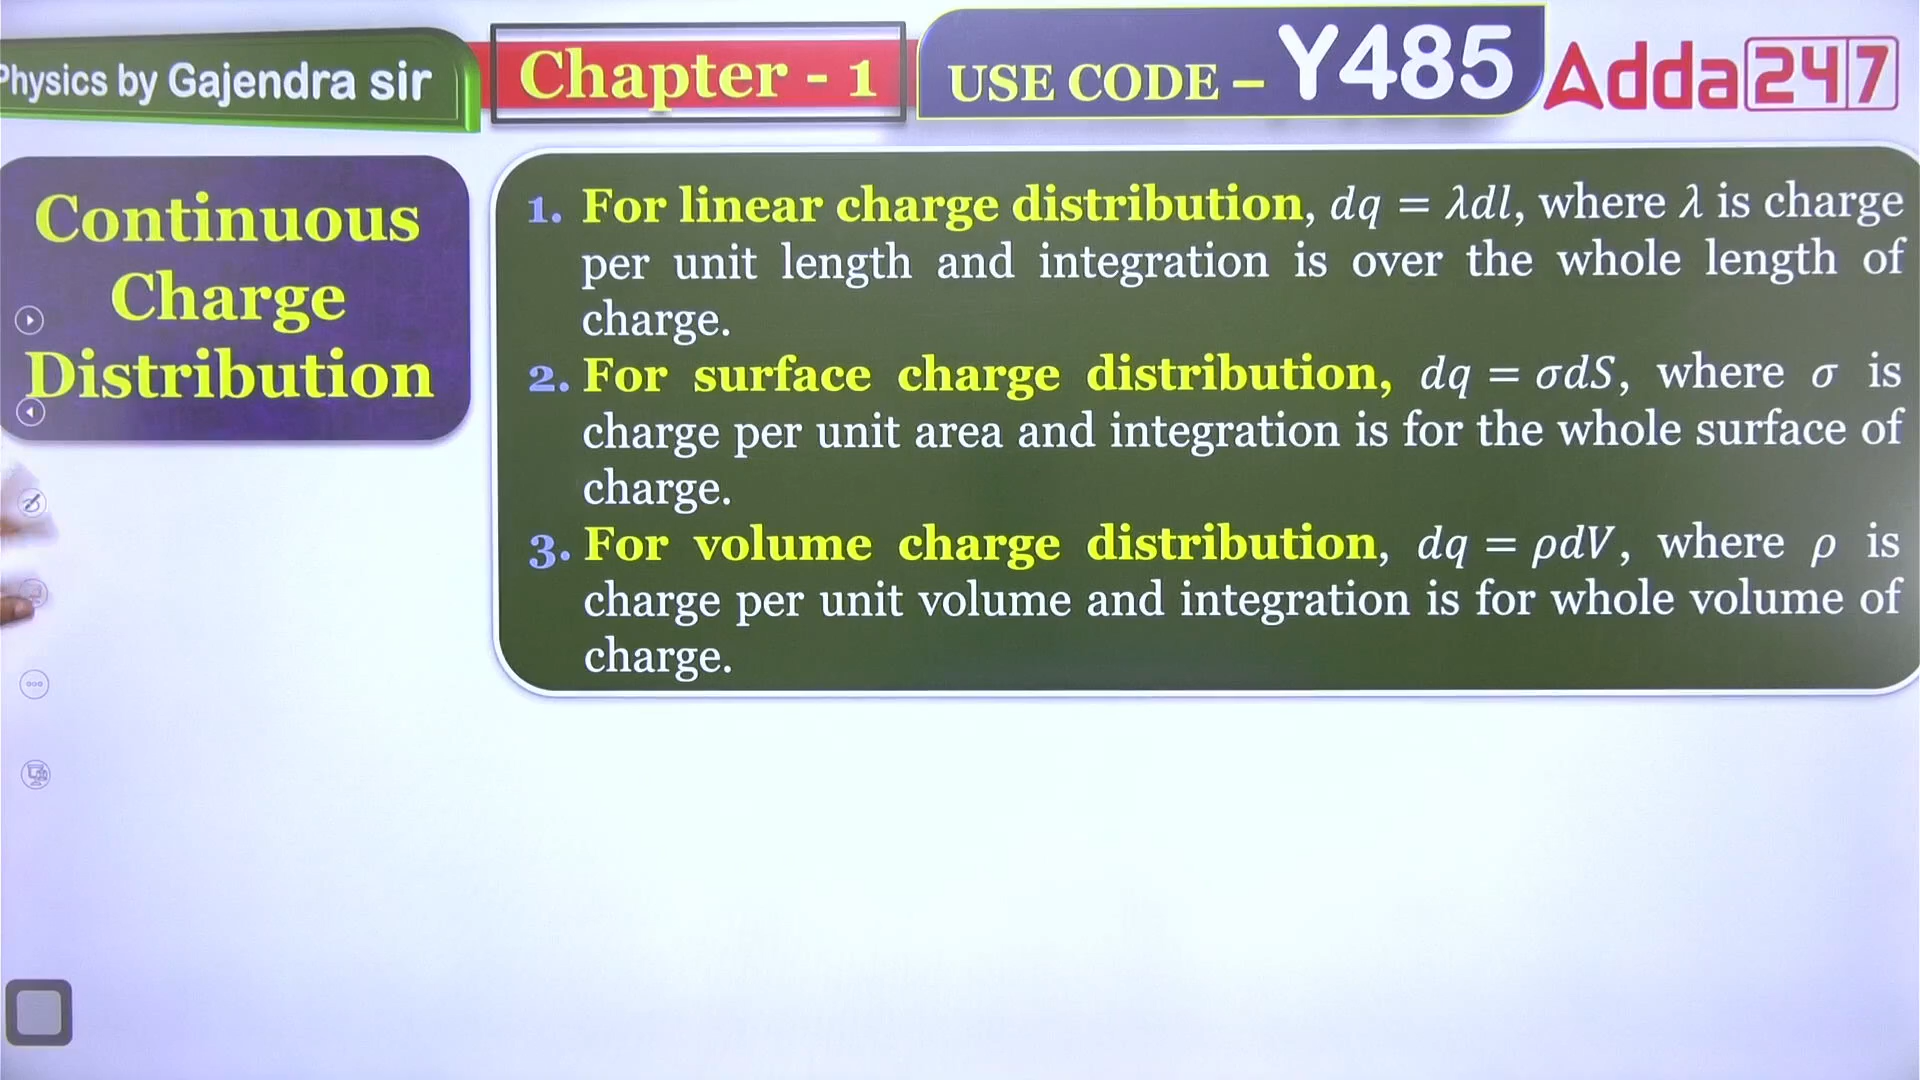 Physics by Gajendra sir
Chapter - 1
USE CODE – Y485
Adda247
Continuous
Charge
Distribution
1. For linear charge distribution, dq = λdl, where λ is charge
per unit length and integration is over the whole length of
charge.
2. For surface charge distribution, dq = σdS, where σ is
charge per unit area and integration is for the whole surface of
charge.
3. For volume charge distribution, dq = ρdV, where ρ is
charge per unit volume and integration is for whole volume of
charge.